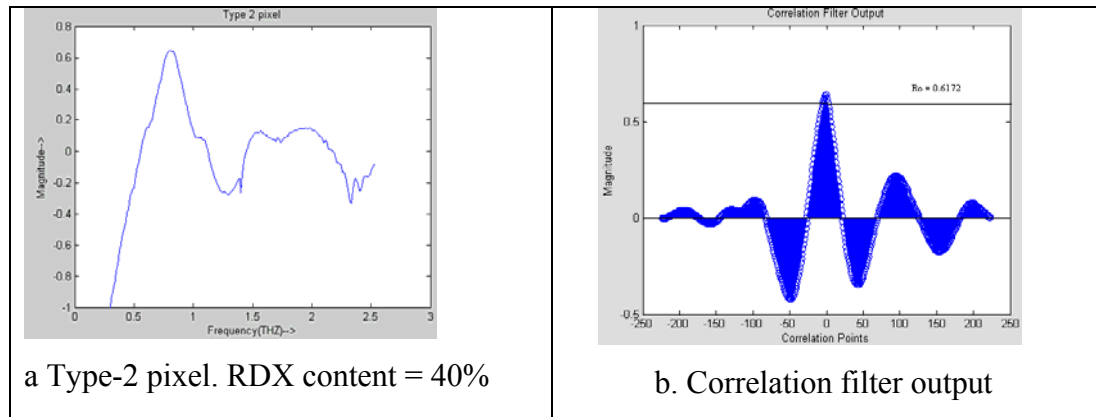 Type 2 pixel
0.8
0.6
0.4
0.2
0
-0.2
-0.4
-0.6
-0.8
-1
Magnitude-->
0 0.5 1 1.5 2 2.5 3
Frequency(THZ)-->
a Type-2 pixel. RDX content = 40%
Correlation Filter Output
1
0.5
0
-0.5
Magnitude
Ro = 0.6172
-250 -200 -150 -100 -50 0 50 100 150 200 250
Correlation Points
b. Correlation filter output